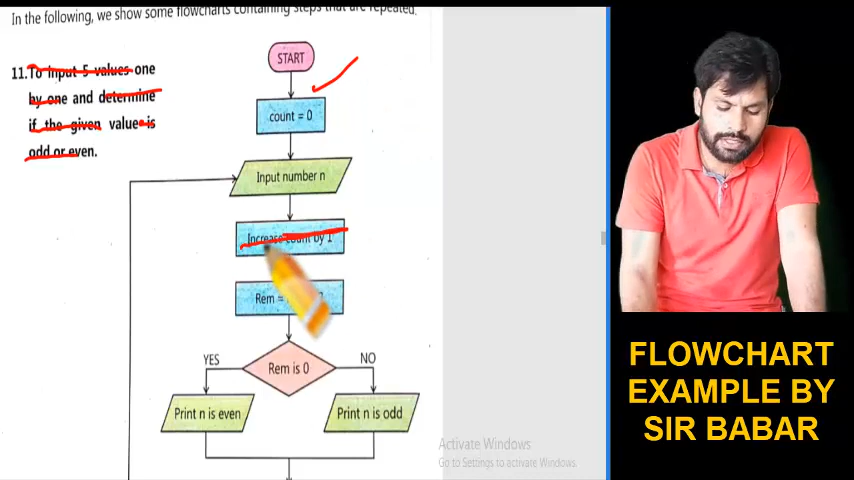 In the following, we show some flowcharts containing steps that are repeated.
11. To input 5 values one
by one and determine
if the given value is
odd or even.
START
count = 0
Input number n
Increase count by 1
Rem =
YES
Rem is 0
NO
Print n is even
Print n is odd
Activate Windows
Go to Settings to activate Windows.
FLOWCHART
EXAMPLE BY
SIR BABAR